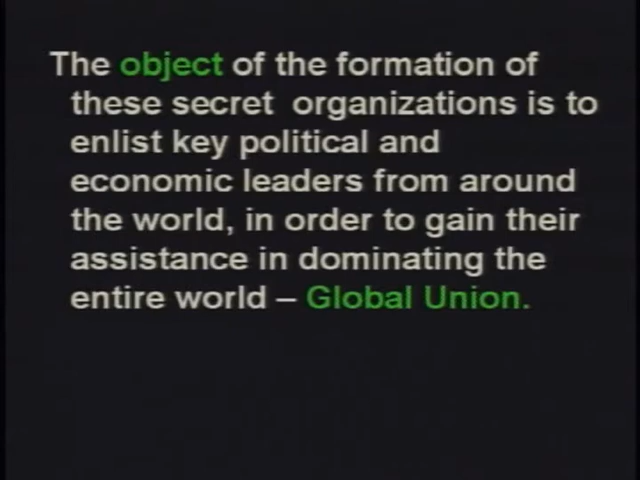 The object of the formation of
these secret organizations is to
enlist key political and
economic leaders from around
the world, in order to gain their
assistance in dominating the
entire world – Global Union.